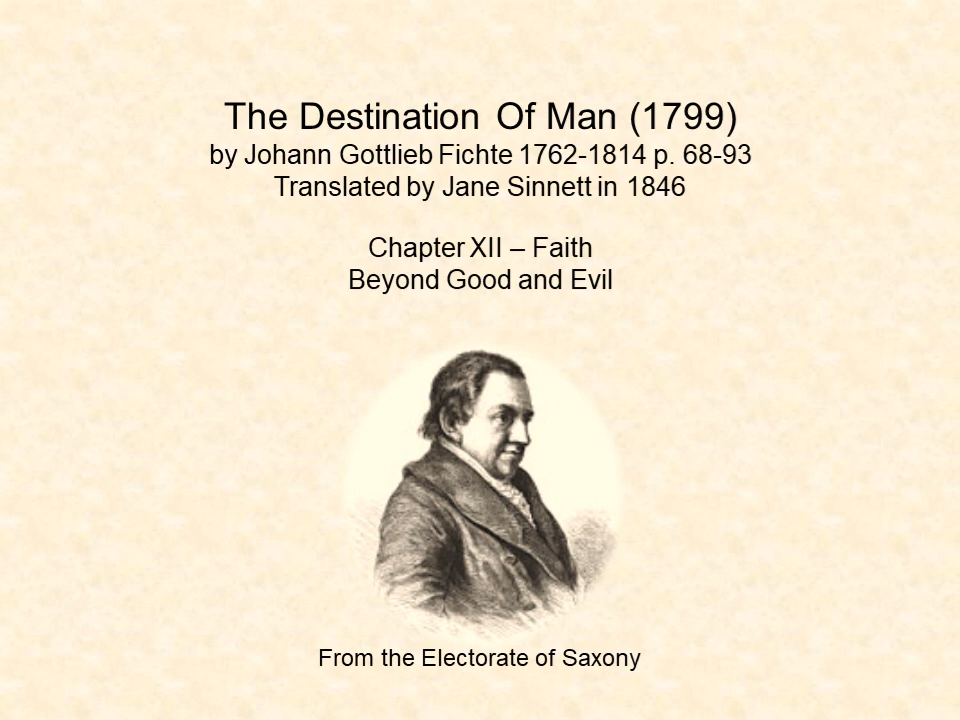 The Destination Of Man (1799)
by Johann Gottlieb Fichte 1762-1814 p. 68-93
Translated by Jane Sinnett in 1846
Chapter XII – Faith
Beyond Good and Evil
From the Electorate of Saxony